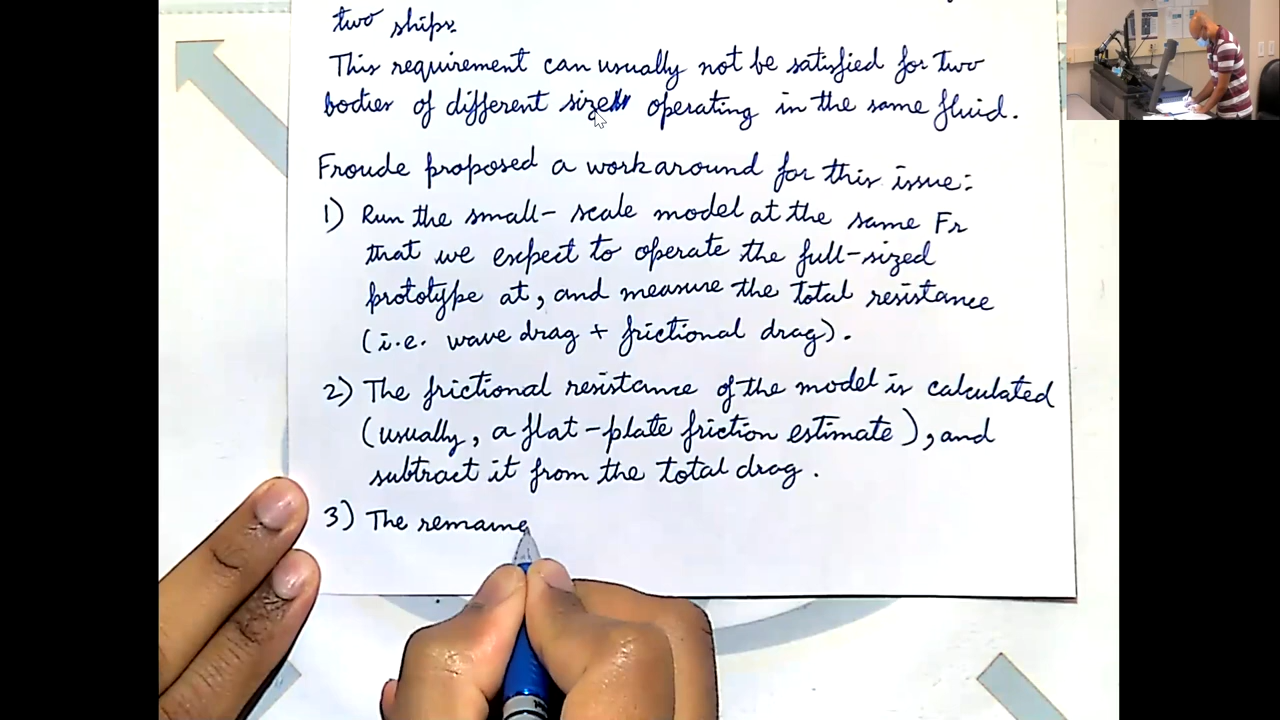 two ships.
This requirement can usually not be satisfied for two
bodies of different size operating in the same fluid.
Froude proposed a workaround for this issue:
1) Run the small-scale model at the same Fr
that we expect to operate the full-sized
prototype at, and measure the total resistance
(i.e. wave drag + frictional drag).
2) The frictional resistance of the model is calculated
(usually, a flat-plate friction estimate), and
subtract it from the total drag.
3) The remaine